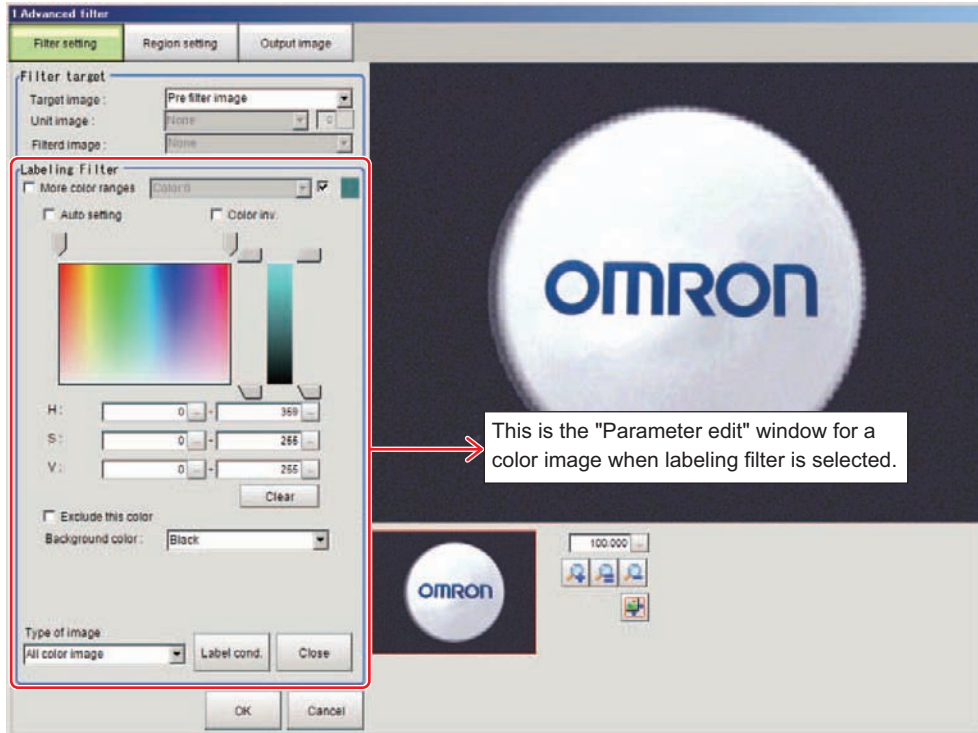 1.Advanced filter
Filter setting Region setting Output image
Filter target
Target image : Pre filter image
Unit image : None 0
Filterd image : None
Labeling Filter
More color ranges Color 0
Auto setting Color inv.
OMRON
H: 0 - 359
S: 0 - 255
V: 0 - 255
Clear
This is the "Parameter edit" window for a
color image when labeling filter is selected.
Exclude this color
Background color : Black
100.000
OMRON
Type of image
All color image Label cond. Close
OK Cancel